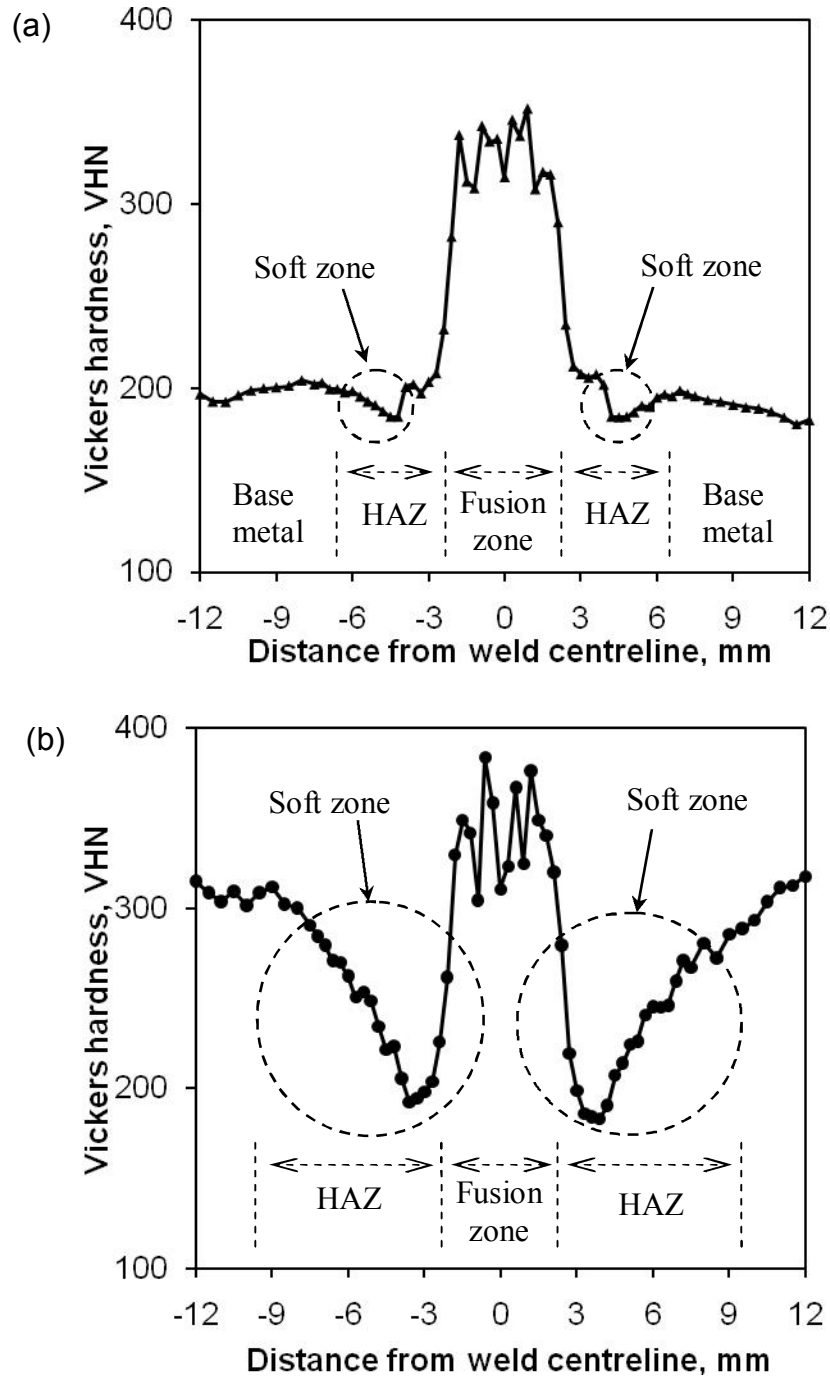 (a)
400
300
200
100
Vickers hardness, VHN
Soft zone
Soft zone
Base
metal
HAZ
Fusion
zone
HAZ
Base
metal
-12 -9 -6 -3 0 3 6 9 12
Distance from weld centreline, mm
(b)
400
300
200
100
Vickers hardness, VHN
Soft zone
Soft zone
HAZ
Fusion
zone
HAZ
-12 -9 -6 -3 0 3 6 9 12
Distance from weld centreline, mm